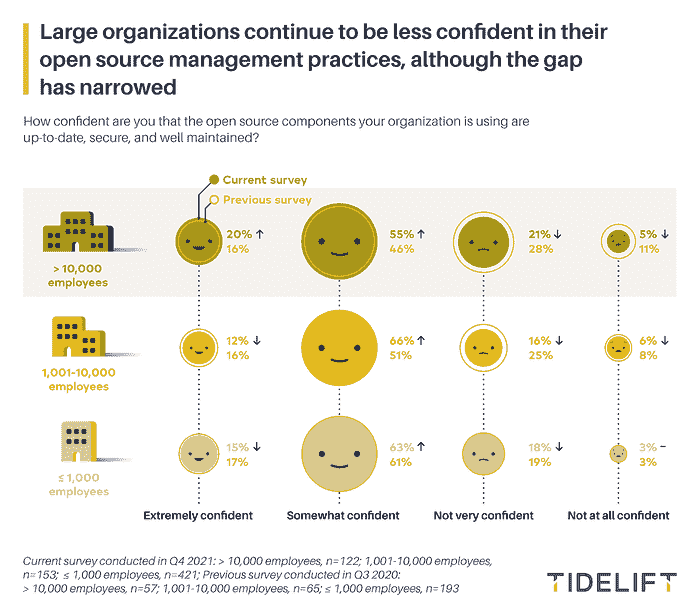 Large organizations continue to be less confident in their
open source management practices, although the gap
has narrowed
How confident are you that the open source components your organization is using are
up-to-date, secure, and well maintained?
Current survey
Previous survey
> 10,000
employees
20% ↑
16%
55% ↑
46%
21% ↓
28%
5% ↓
11%
1,001-10,000
employees
12% ↓
16%
66% ↑
51%
16% ↓
25%
6% ↓
8%
≤ 1,000
employees
15% ↓
17%
63% ↑
61%
18% ↓
19%
3% –
3%
Extremely confident
Somewhat confident
Not very confident
Not at all confident
Current survey conducted in Q4 2021: > 10,000 employees, n=122; 1,001-10,000 employees,
n=153; ≤ 1,000 employees, n=421; Previous survey conducted in Q3 2020:
> 10,000 employees, n=57; 1,001-10,000 employees, n=65; ≤ 1,000 employees, n=193
TIDELIFT